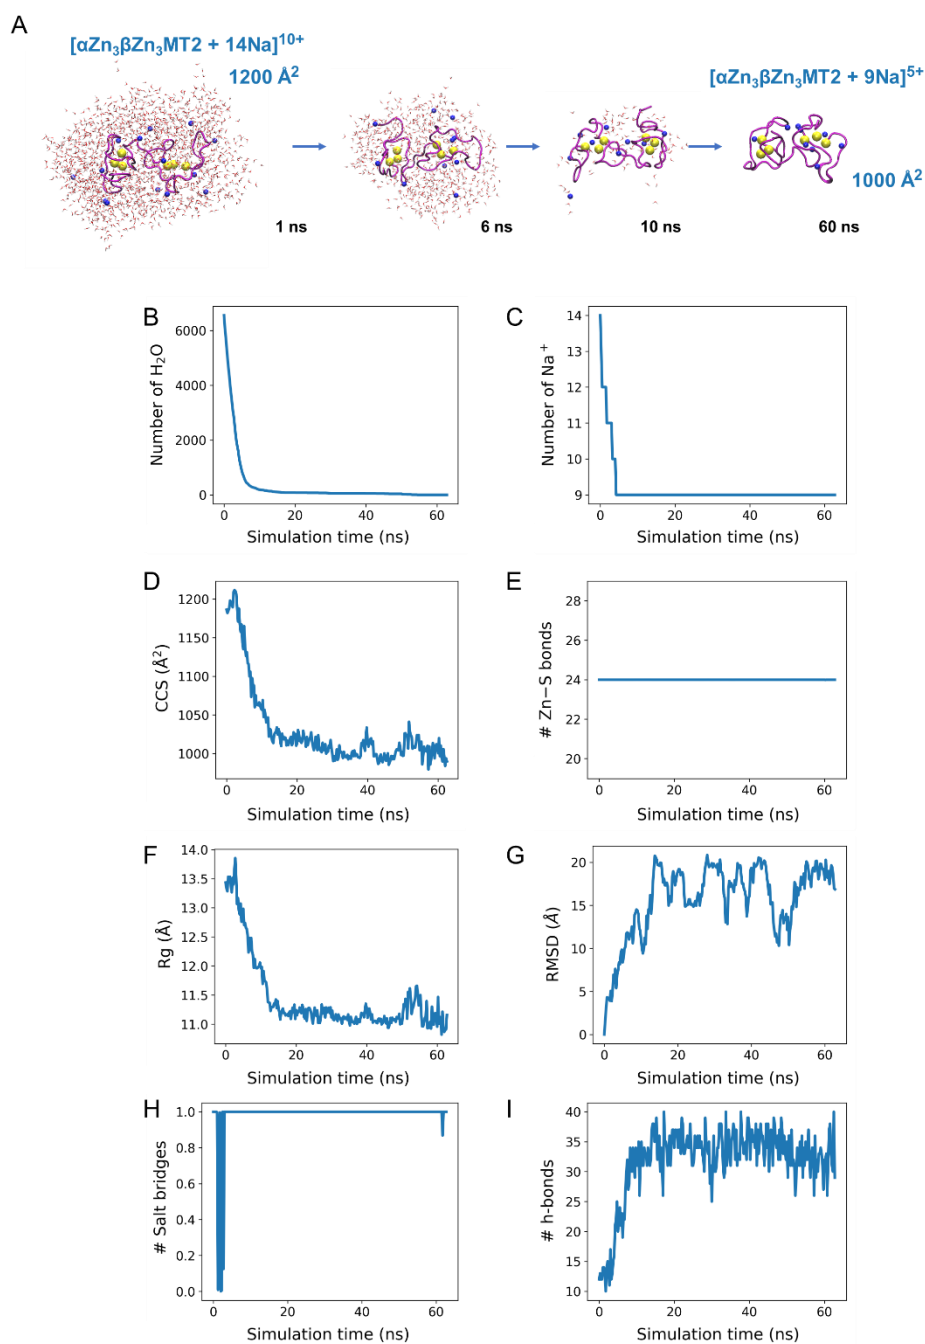 A
[αZn₃βZn₃MT2 + 14Na]¹⁰⁺
1200 Å²
[αZn₃βZn₃MT2 + 9Na]⁵⁺
1000 Å²
1 ns
6 ns
10 ns
60 ns
B
Number of H₂O
6000
4000
2000
0
0
20
40
60
Simulation time (ns)
C
Number of Na⁺
14
13
12
11
10
9
0
20
40
60
Simulation time (ns)
D
CCS (Å²)
1200
1150
1100
1050
1000
0
20
40
60
Simulation time (ns)
E
# Zn−S bonds
28
26
24
22
20
0
20
40
60
Simulation time (ns)
F
Rg (Å)
14.0
13.5
13.0
12.5
12.0
11.5
11.0
0
20
40
60
Simulation time (ns)
G
RMSD (Å)
20
15
10
5
0
0
20
40
60
Simulation time (ns)
H
# Salt bridges
1.0
0.8
0.6
0.4
0.2
0.0
0
20
40
60
Simulation time (ns)
I
# h-bonds
40
35
30
25
20
15
10
0
20
40
60
Simulation time (ns)